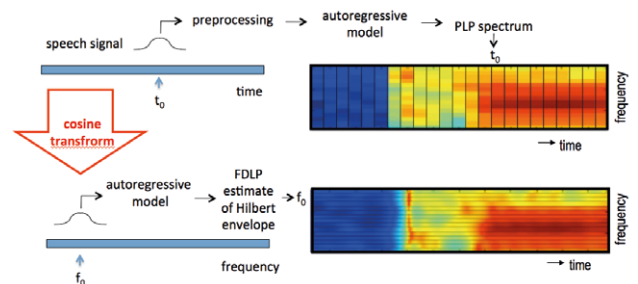 preprocessing
autoregressive
model
PLP spectrum
speech signal
t0
time
t0
frequency
time
cosine
transform
autoregressive
model
FDLP
estimate
of Hilbert
envelope
f0
frequency
frequency
time
f0